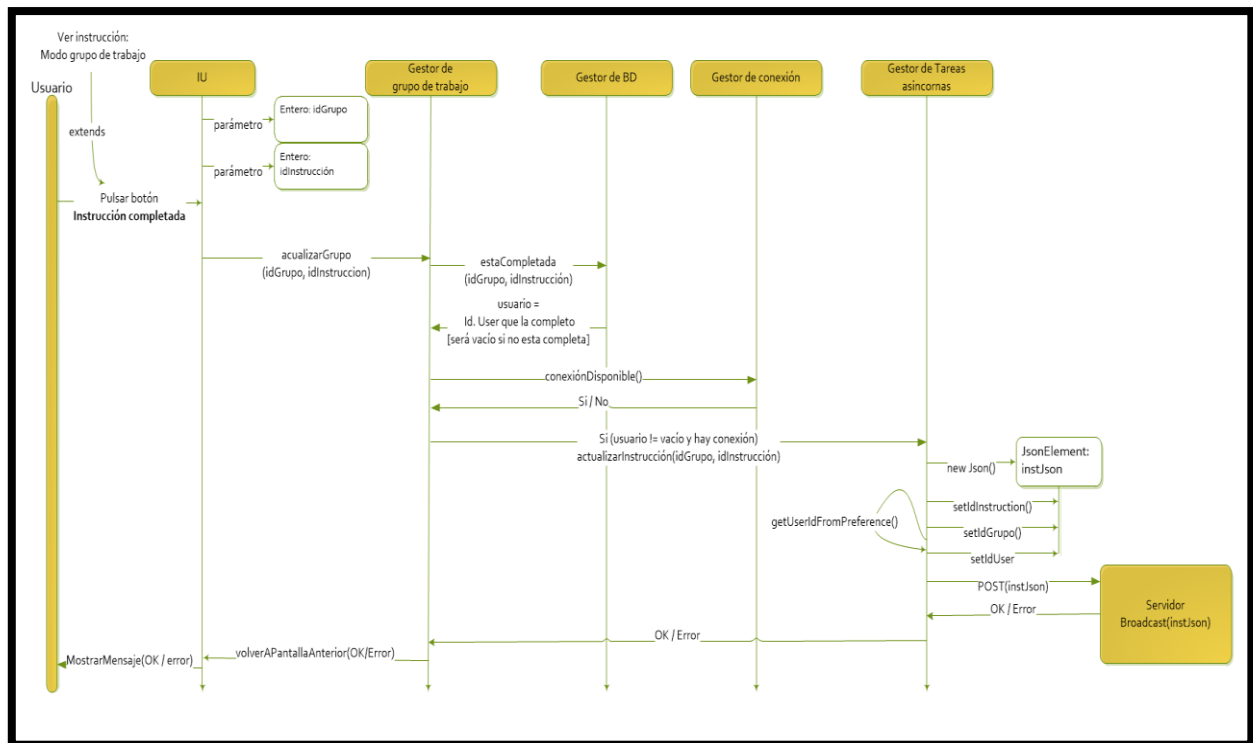 Ver instrucción:
Modo grupo de trabajo
Usuario
IU
Gestor de
grupo de trabajo
Gestor de BD
Gestor de conexión
Gestor de Tareas
asincornas
extends
parámetro
Entero: idGrupo
parámetro
Entero:
idInstrucción
Pulsar botón
Instrucción completada
acualizarGrupo
(idGrupo, idInstruccion)
estaCompletada
(idGrupo, idInstrucción)
usuario =
Id. User que la completo
[será vacío si no esta completa]
conexiónDisponible()
Si / No
Si (usuario != vacío y hay conexión)
actualizarInstrucción(idGrupo, idInstrucción)
new Json()
JsonElement:
instJson
setIdInstruction()
getUserIdFromPreference()
setIdGrupo()
setIdUser
POST(instJson)
OK / Error
Servidor
Broadcast(instJson)
OK / Error
volverAPantallaAnterior(OK/Error)
MostrarMensaje(OK / error)